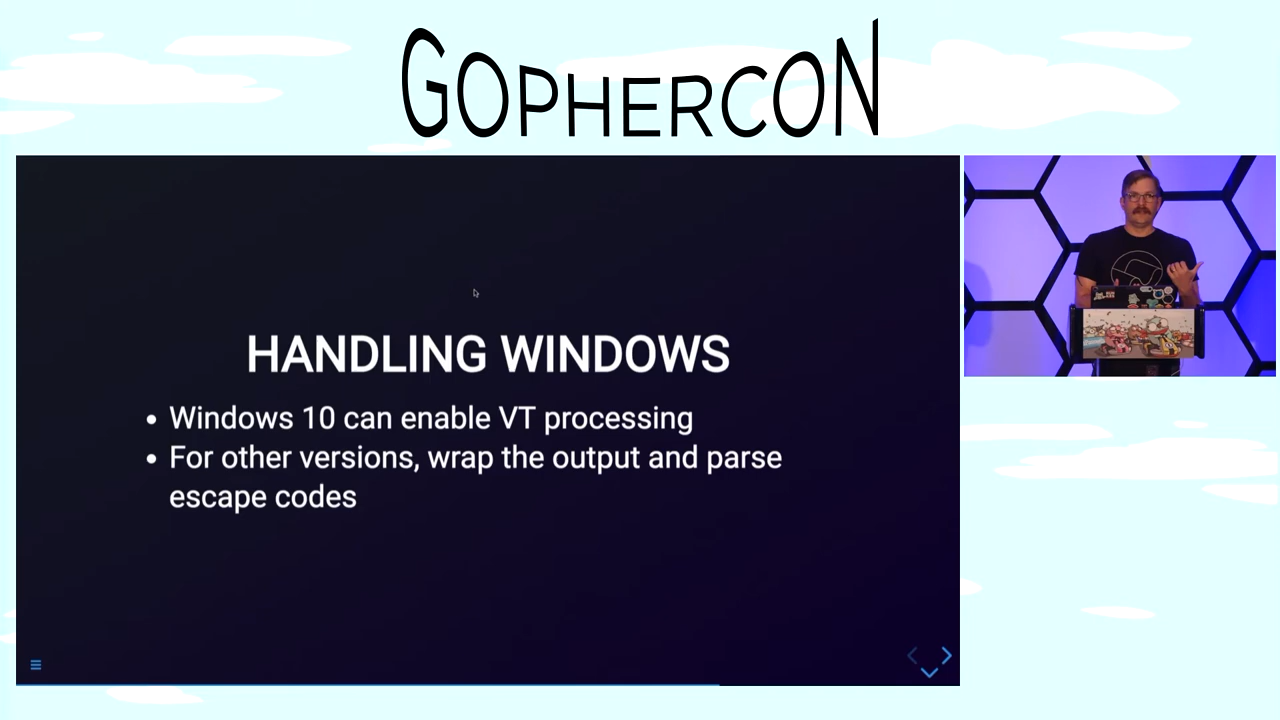 GOPHERCON
HANDLING WINDOWS
• Windows 10 can enable VT processing
• For other versions, wrap the output and parse
escape codes